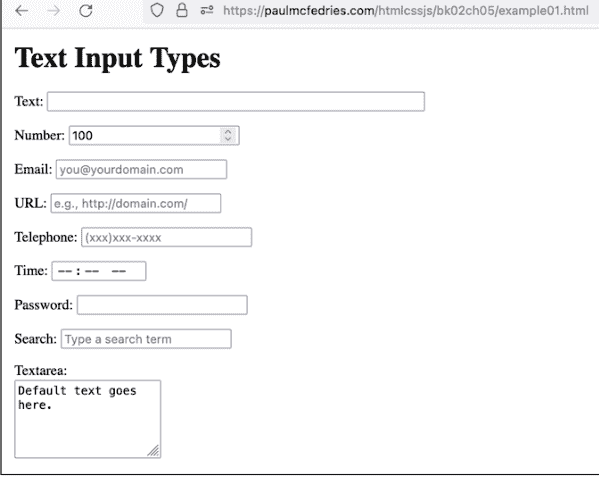 https://paulmcfedries.com/htmlcssjs/bk02ch05/example01.html
Text Input Types
Text:
Number: 100
Email: you@yourdomain.com
URL: e.g., http://domain.com/
Telephone: (xxx)xxx-xxxx
Time: --:-- --
Password:
Search: Type a search term
Textarea:
Default text goes
here.